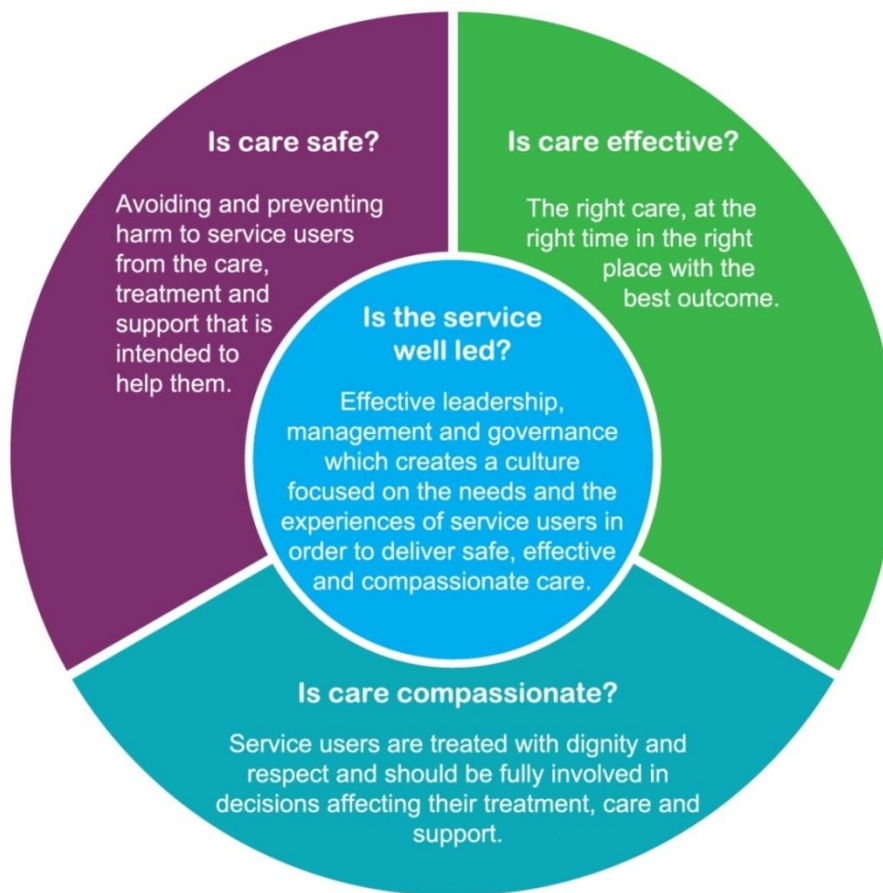 Is care safe?
Avoiding and preventing
harm to service users
from the care,
treatment and
support that is
intended to
help them.
Is care effective?
The right care, at the
right time in the right
place with the
best outcome.
Is the service
well led?
Effective leadership,
management and governance
which creates a culture
focused on the needs and the
experiences of service users in
order to deliver safe, effective
and compassionate care.
Is care compassionate?
Service users are treated with dignity and
respect and should be fully involved in
decisions affecting their treatment, care and
support.